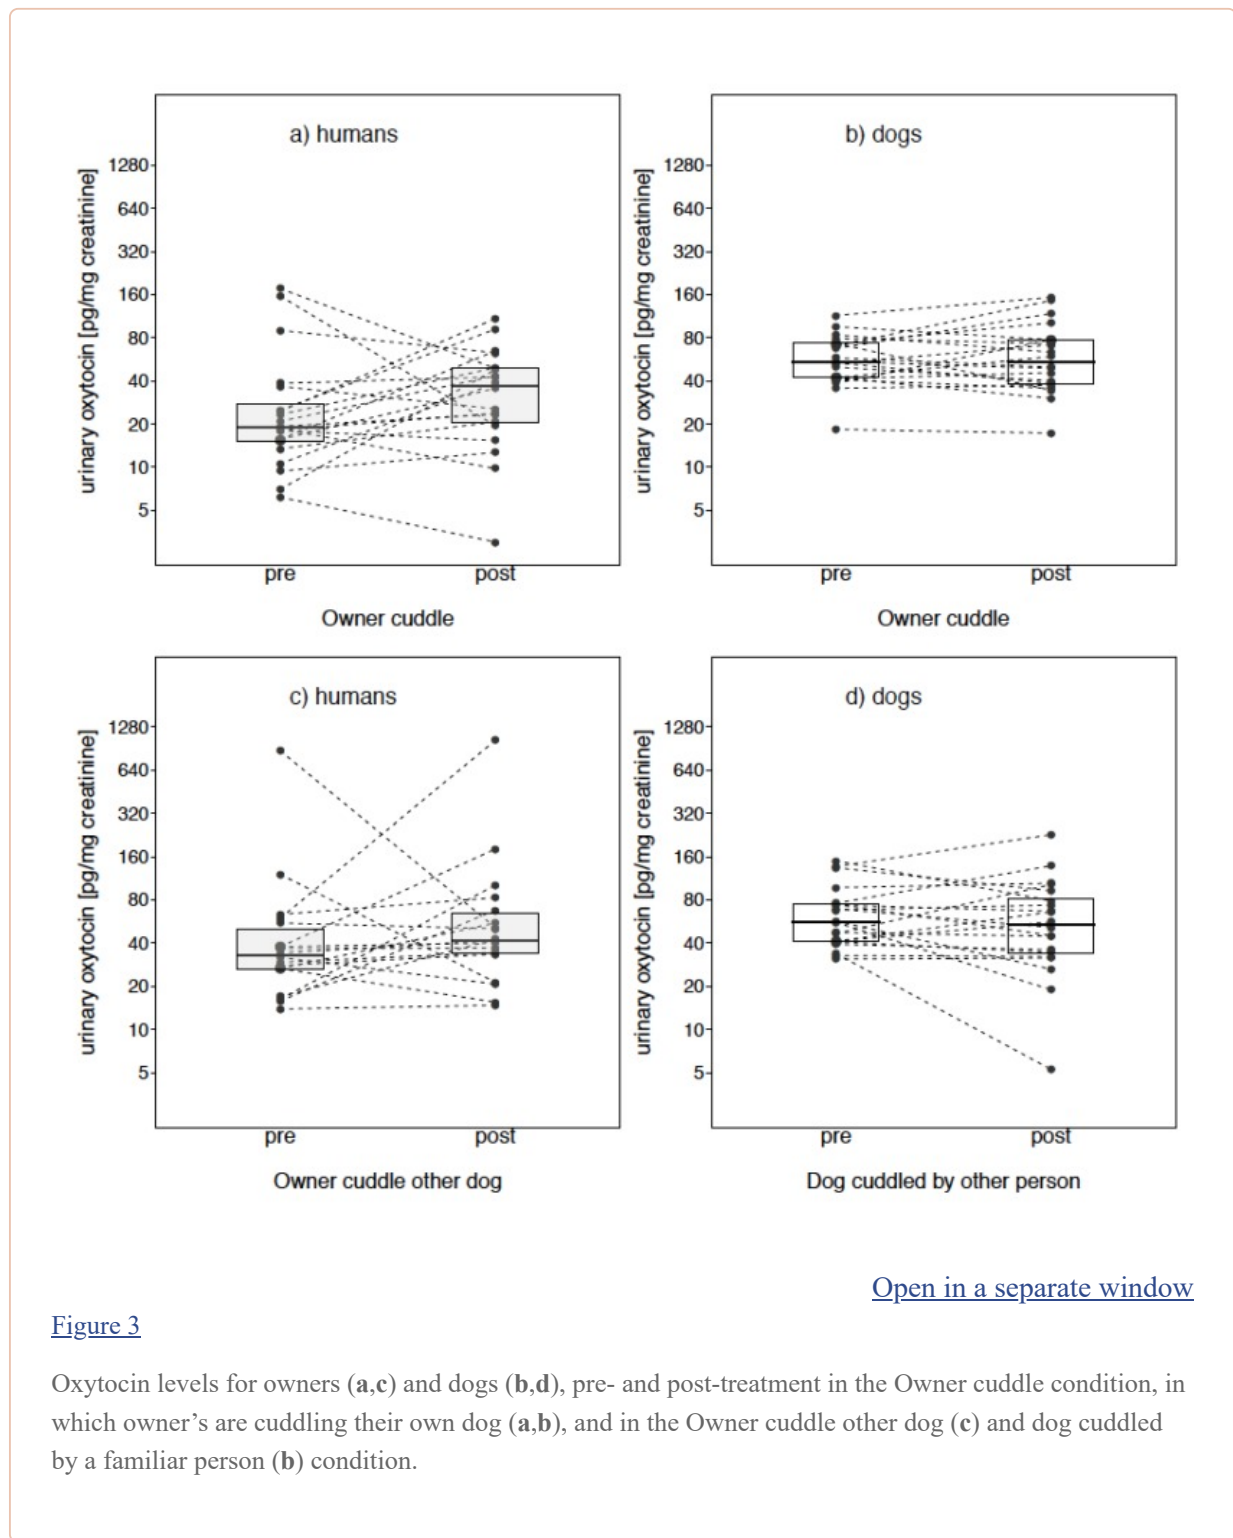 a) humans
urinary oxytocin [pg/mg creatinine]
1280
640
320
160
80
40
20
10
5
pre post
Owner cuddle
b) dogs
urinary oxytocin [pg/mg creatinine]
1280
640
320
160
80
40
20
10
5
pre post
Owner cuddle
c) humans
urinary oxytocin [pg/mg creatinine]
1280
640
320
160
80
40
20
10
5
pre post
Owner cuddle other dog
d) dogs
urinary oxytocin [pg/mg creatinine]
1280
640
320
160
80
40
20
10
5
pre post
Dog cuddled by other person
Open in a separate window
Figure 3
Oxytocin levels for owners (a,c) and dogs (b,d), pre- and post-treatment in the Owner cuddle condition, in
which owner’s are cuddling their own dog (a,b), and in the Owner cuddle other dog (c) and dog cuddled
by a familiar person (b) condition.